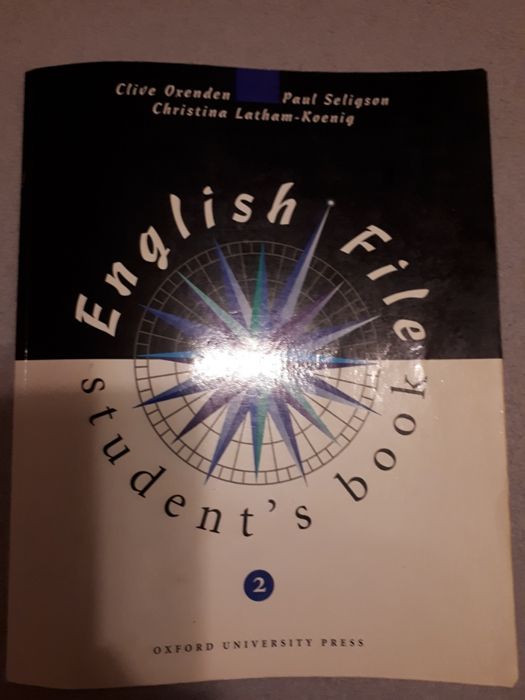 Clive Oxenden Paul Seligson
Christina Latham-Koenig
English File
student's book
2
OXFORD UNIVERSITY PRESS